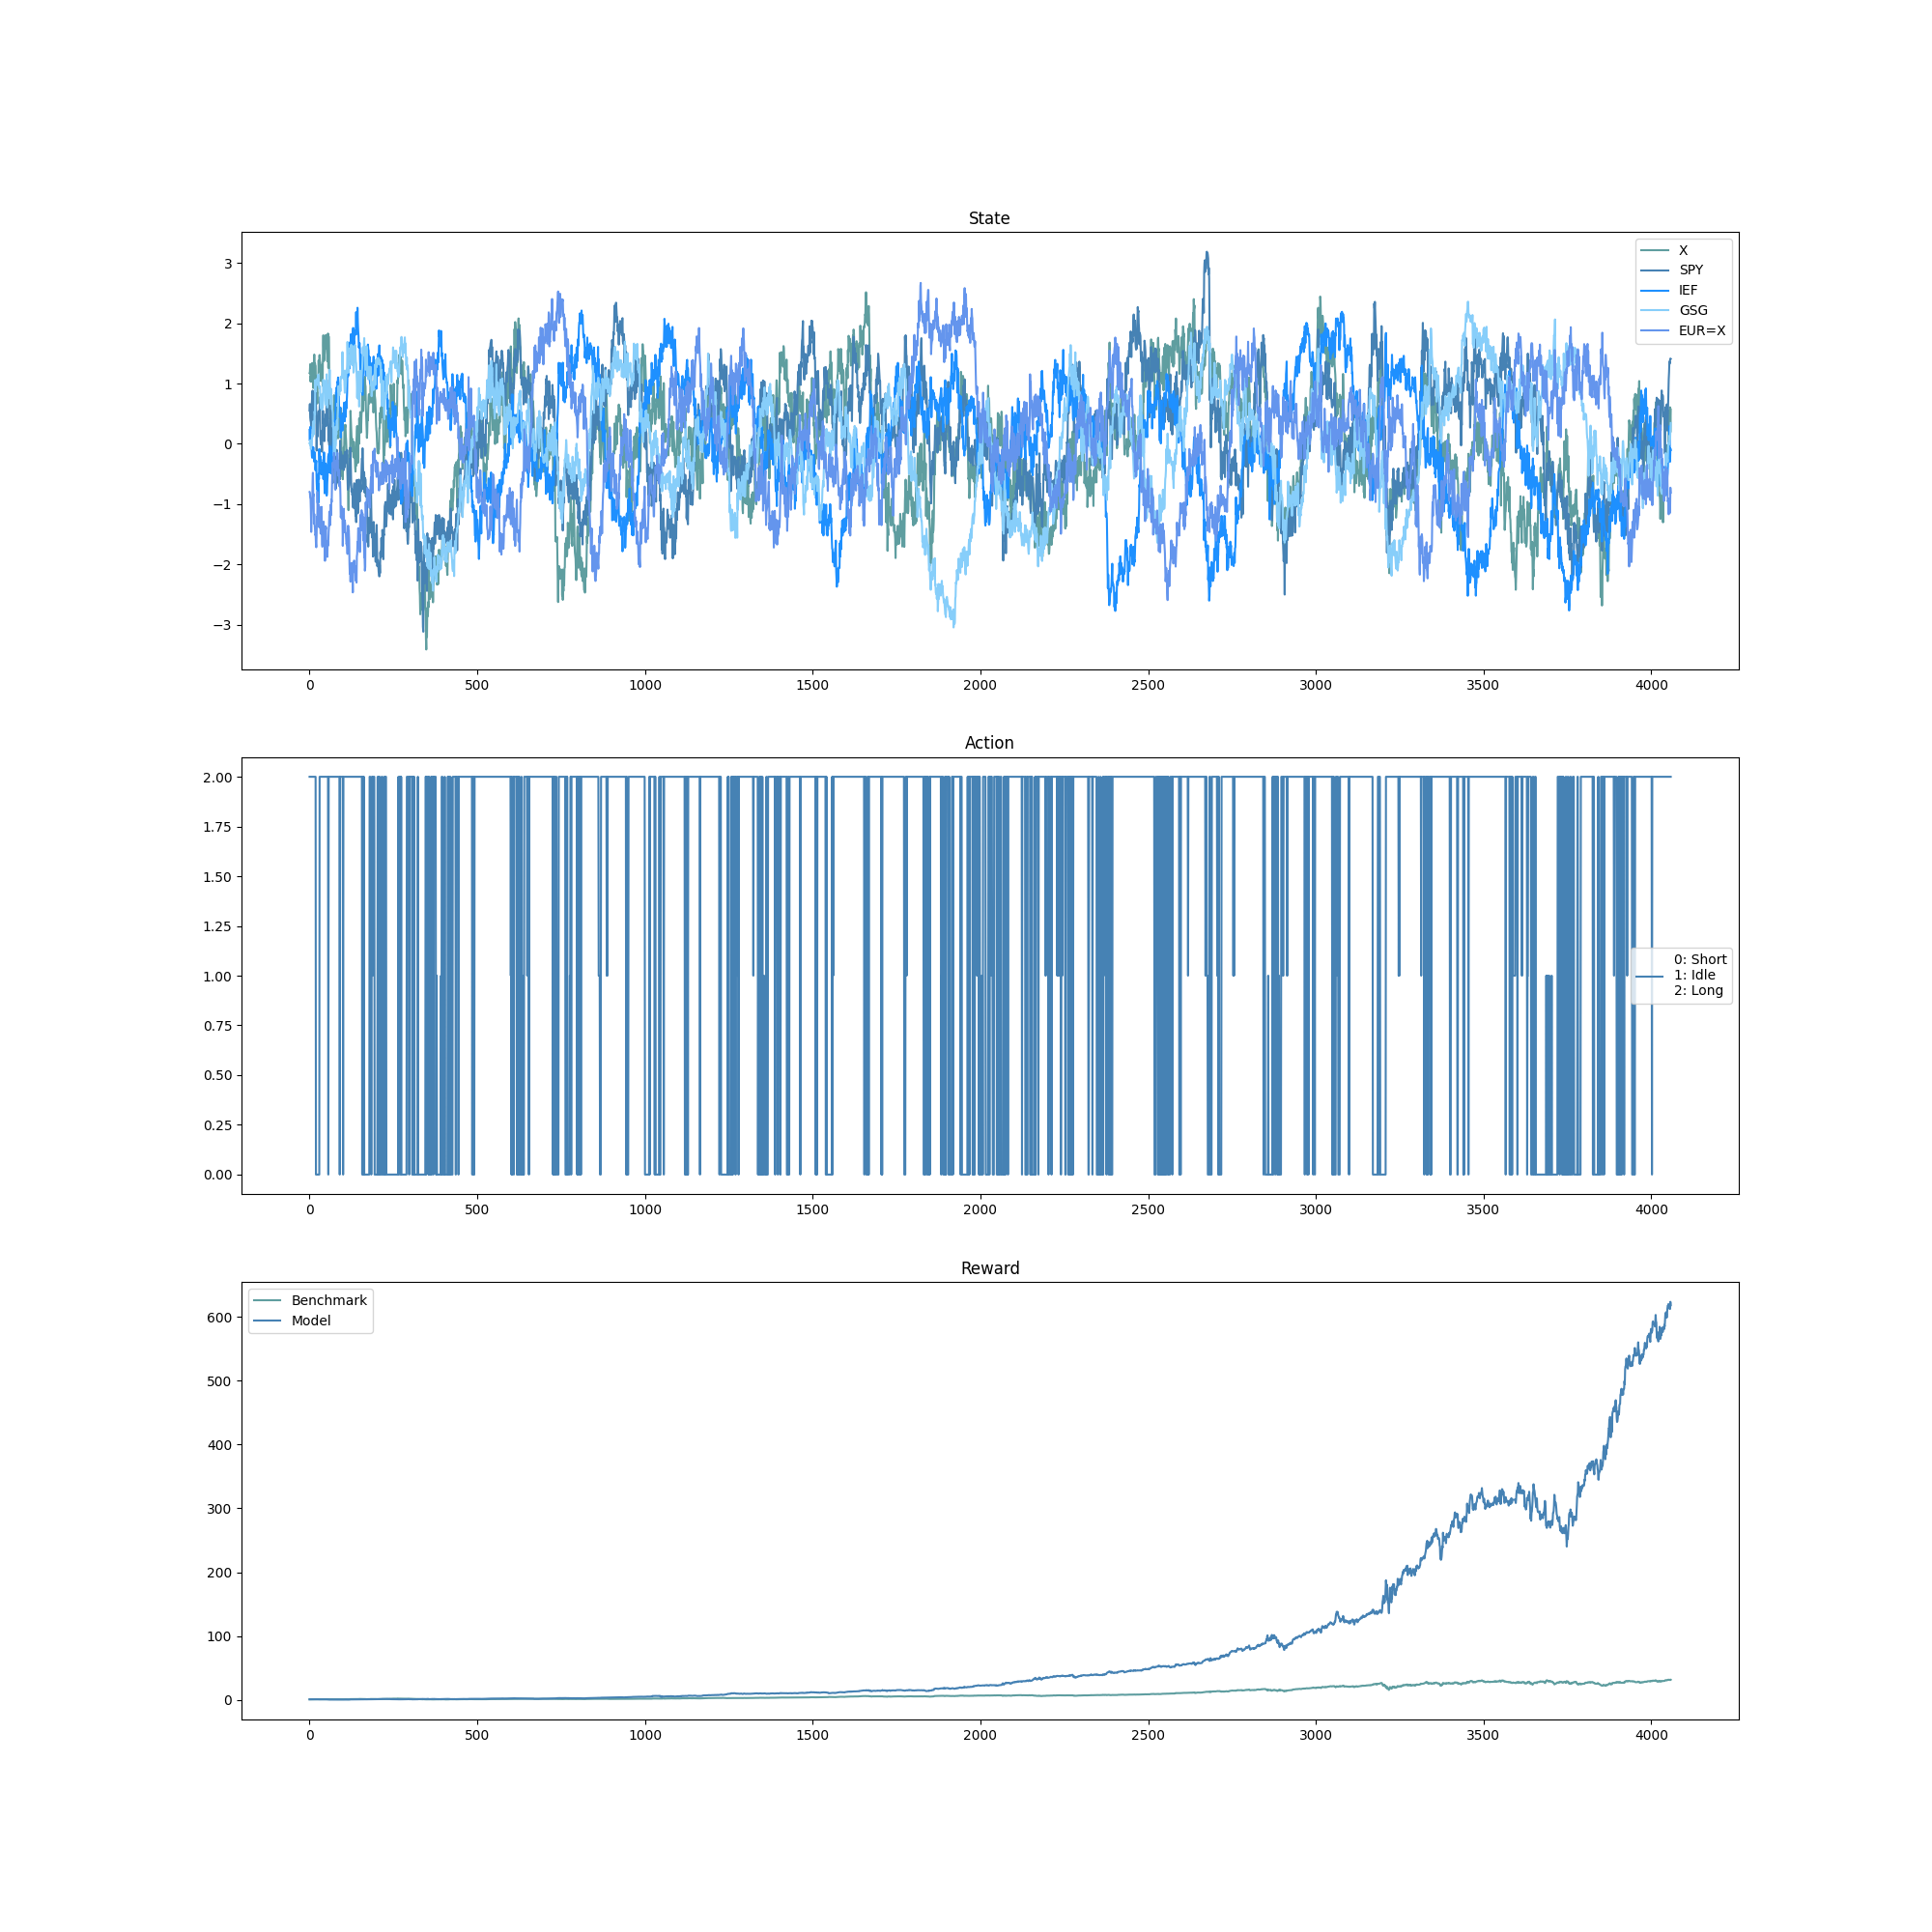 State
3
2
1
0
−1
−2
−3
X
SPY
IEF
GSG
EUR=X
0 500 1000 1500 2000 2500 3000 3500 4000
Action
2.00
1.75
1.50
1.25
1.00
0.75
0.50
0.25
0.00
0: Short
1: Idle
2: Long
0 500 1000 1500 2000 2500 3000 3500 4000
Reward
Benchmark
Model
600
500
400
300
200
100
0
0 500 1000 1500 2000 2500 3000 3500 4000